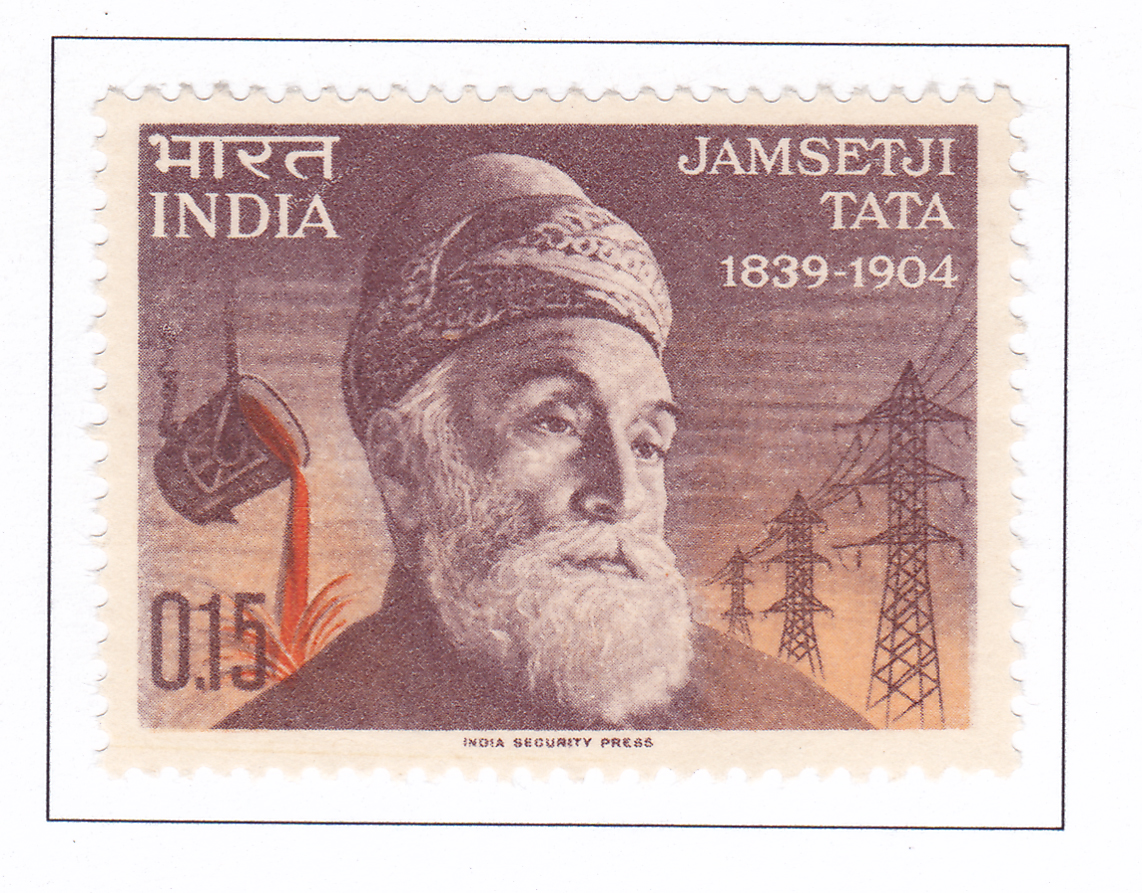 भारत
INDIA
JAMSETJI
TATA
1839-1904
0.15
INDIA SECURITY PRESS